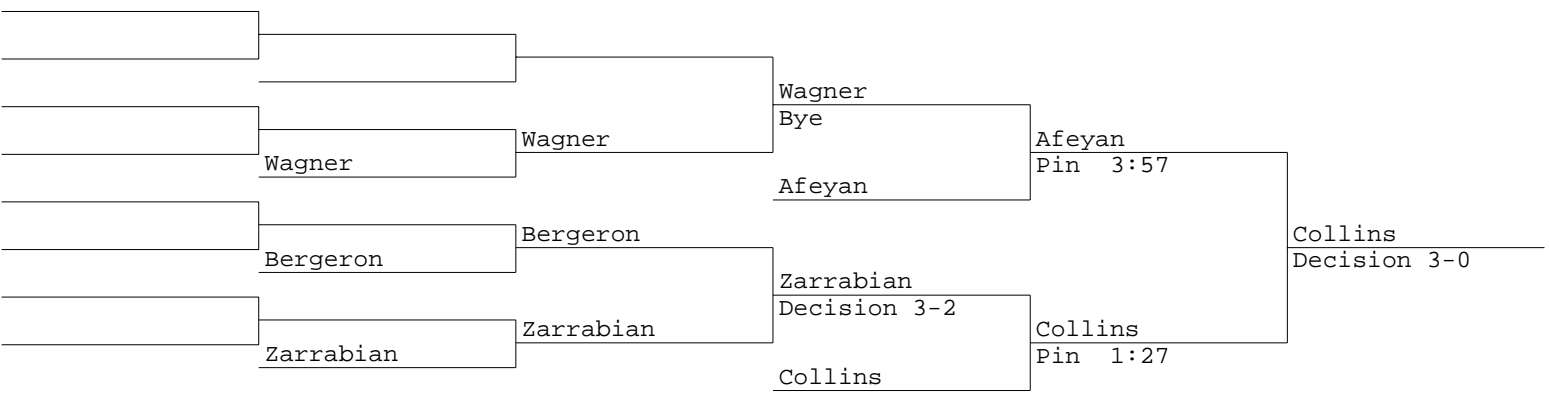 Wagner
Bergeron
Zarrabian
Wagner
Bergeron
Zarrabian
Wagner
Bye
Afeyan
Zarrabian
Decision 3-2
Collins
Afeyan
Pin  3:57
Collins
Pin  1:27
Collins
Decision 3-0